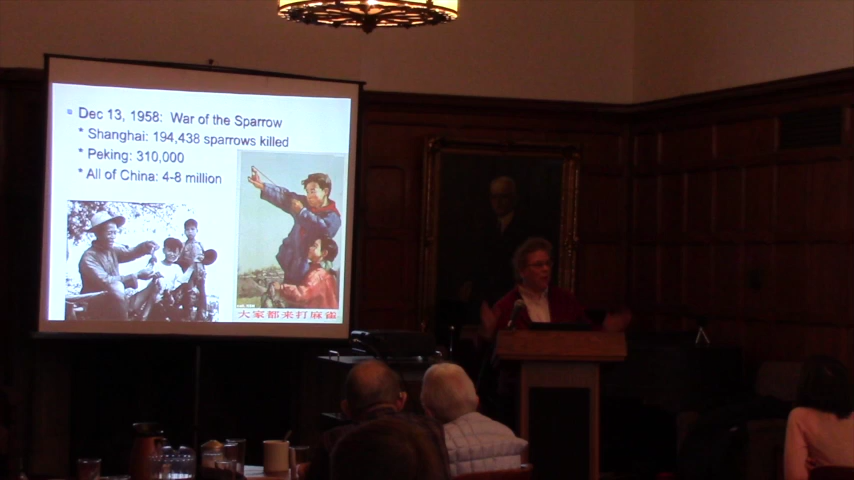 Dec 13, 1958: War of the Sparrow
* Shanghai: 194,438 sparrows killed
* Peking: 310,000
* All of China: 4-8 million
大家都来打麻雀